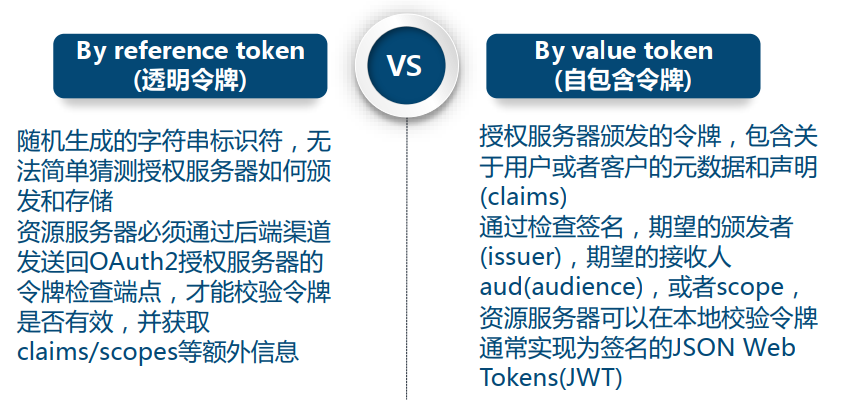 By reference token
(透明令牌)
VS
By value token
(自包含令牌)
随机生成的字符串标识符，无
法简单猜测授权服务器如何颁
发和存储
资源服务器必须通过后端渠道
发送回OAuth2授权服务器的
令牌检查端点，才能校验令牌
是否有效，并获取
claims/scopes等额外信息
授权服务器颁发的令牌，包含关
于用户或者客户的元数据和声明
(claims)
通过检查签名，期望的颁发者
(issuer)，期望的接收人
aud(audience)，或者scope，
资源服务器可以在本地校验令牌
通常实现为签名的JSON Web
Tokens(JWT)